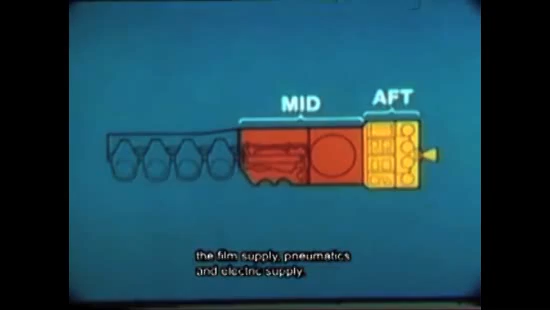 MID
AFT
the film supply, pneumatics
and electric supply.